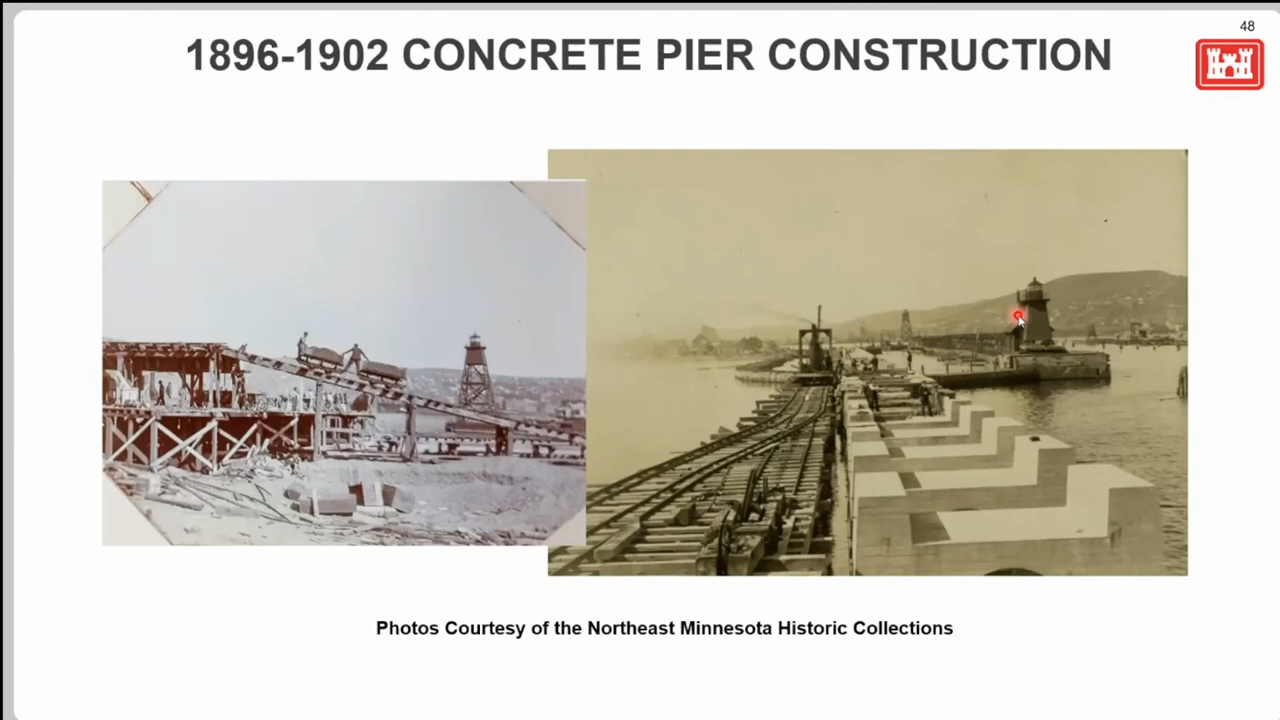 48
1896-1902 CONCRETE PIER CONSTRUCTION
Photos Courtesy of the Northeast Minnesota Historic Collections